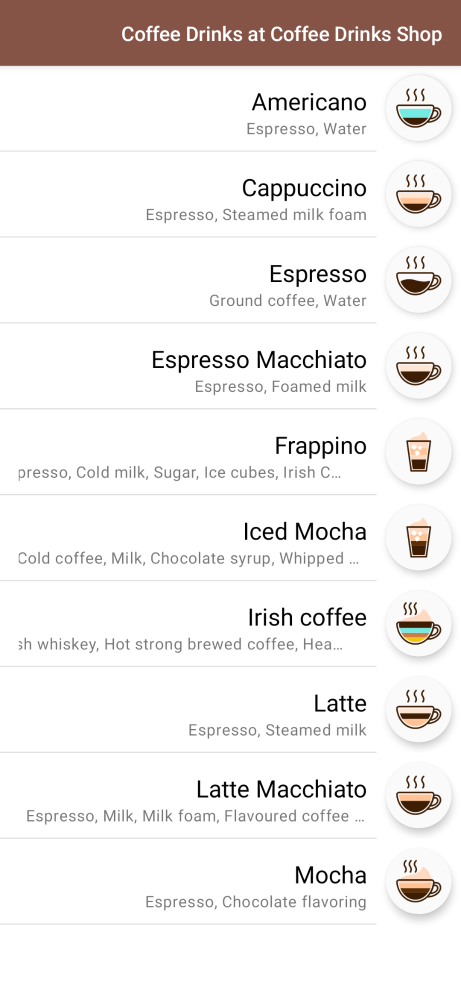 Coffee Drinks at Coffee Drinks Shop
Americano
Espresso, Water
Cappuccino
Espresso, Steamed milk foam
Espresso
Ground coffee, Water
Espresso Macchiato
Espresso, Foamed milk
Frappino
presso, Cold milk, Sugar, Ice cubes, Irish C…
Iced Mocha
Cold coffee, Milk, Chocolate syrup, Whipped …
Irish coffee
sh whiskey, Hot strong brewed coffee, Hea…
Latte
Espresso, Steamed milk
Latte Macchiato
Espresso, Milk, Milk foam, Flavoured coffee …
Mocha
Espresso, Chocolate flavoring